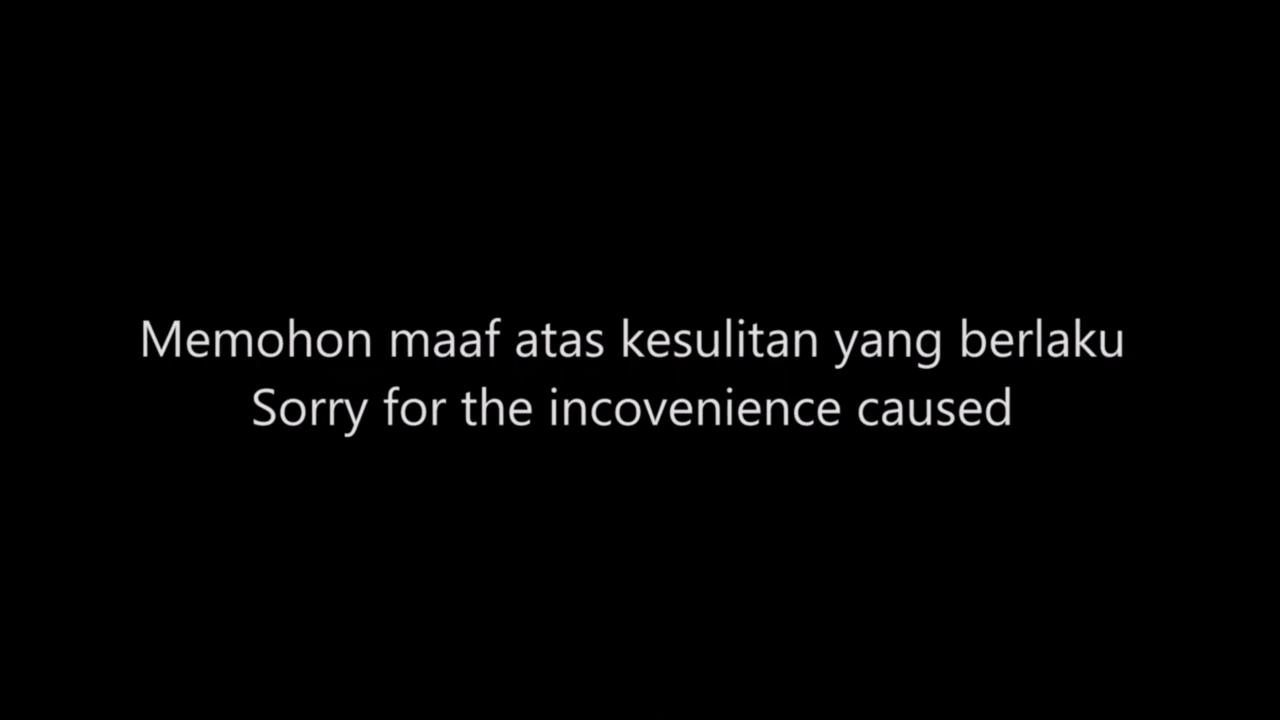 Memohon maaf atas kesulitan yang berlaku
Sorry for the incovenience caused